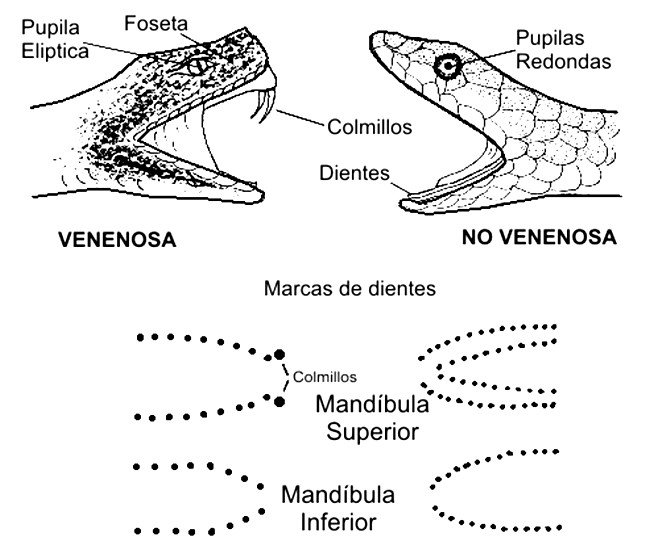 Pupila
Eliptica
Foseta
Colmillos
Pupilas
Redondas
Dientes
VENENOSA
NO VENENOSA
Marcas de dientes
Colmillos
Mandíbula
Superior
Mandíbula
Inferior